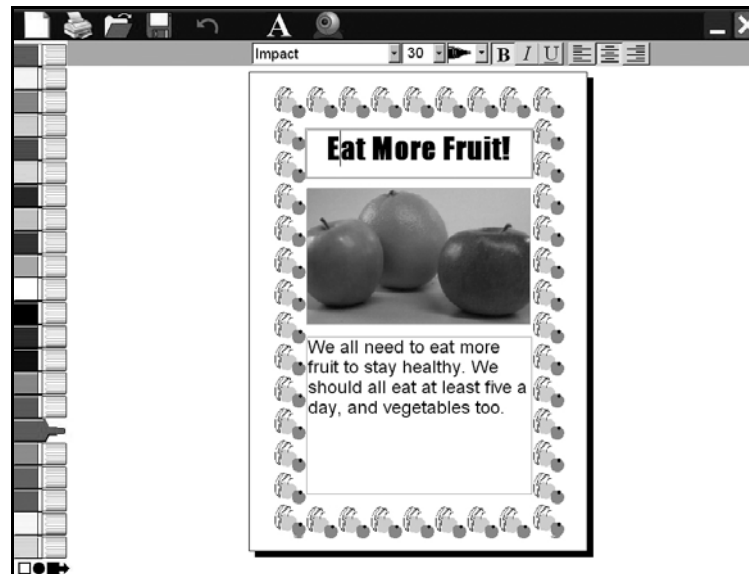 A
Impact 30 B I U
Eat More Fruit!
We all need to eat more
fruit to stay healthy. We
should all eat at least five a
day, and vegetables too.